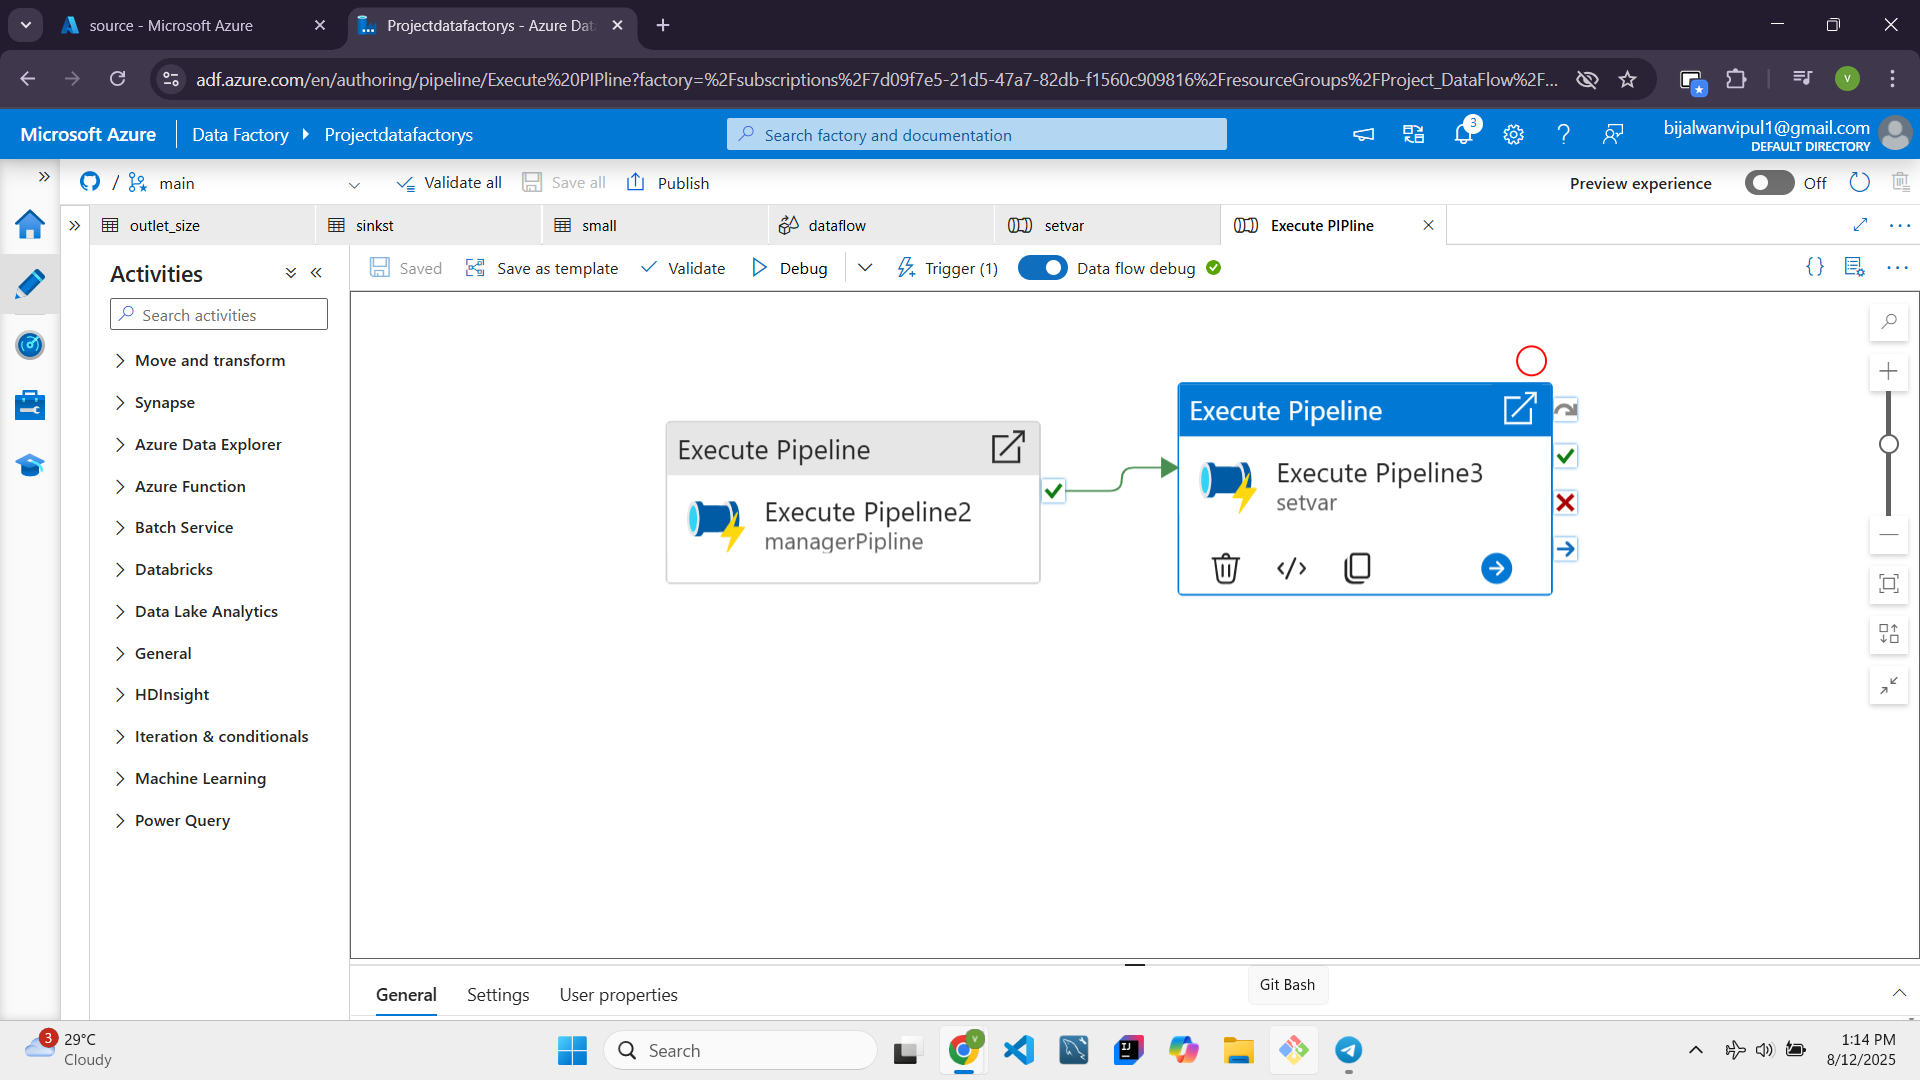 source - Microsoft Azure
Projectdatafactorys - Azure Dat
adf.azure.com/en/authoring/pipeline/Execute%20PIPline?factory=%2Fsubscriptions%2F7d09f7e5-21d5-47a7-82db-f1560c909816%2FresourceGroups%2FProject_DataFlow%2F...
V
Microsoft Azure
Data Factory
Projectdatafactorys
Search factory and documentation
3
bijalwanvipul1@gmail.com
DEFAULT DIRECTORY
/ main
Validate all
Save all
Publish
Preview experience
Off
outlet_size
sinkst
small
dataflow
setvar
Execute PIPline
Activities
Search activities
Move and transform
Synapse
Azure Data Explorer
Azure Function
Batch Service
Databricks
Data Lake Analytics
General
HDInsight
Iteration & conditionals
Machine Learning
Power Query
Saved
Save as template
Validate
Debug
Trigger (1)
Data flow debug
Execute Pipeline
Execute Pipeline2
managerPipline
Execute Pipeline
Execute Pipeline3
setvar
General
Settings
User properties
Git Bash
3
29°C
Cloudy
Search
V
IJ
1:14 PM
8/12/2025